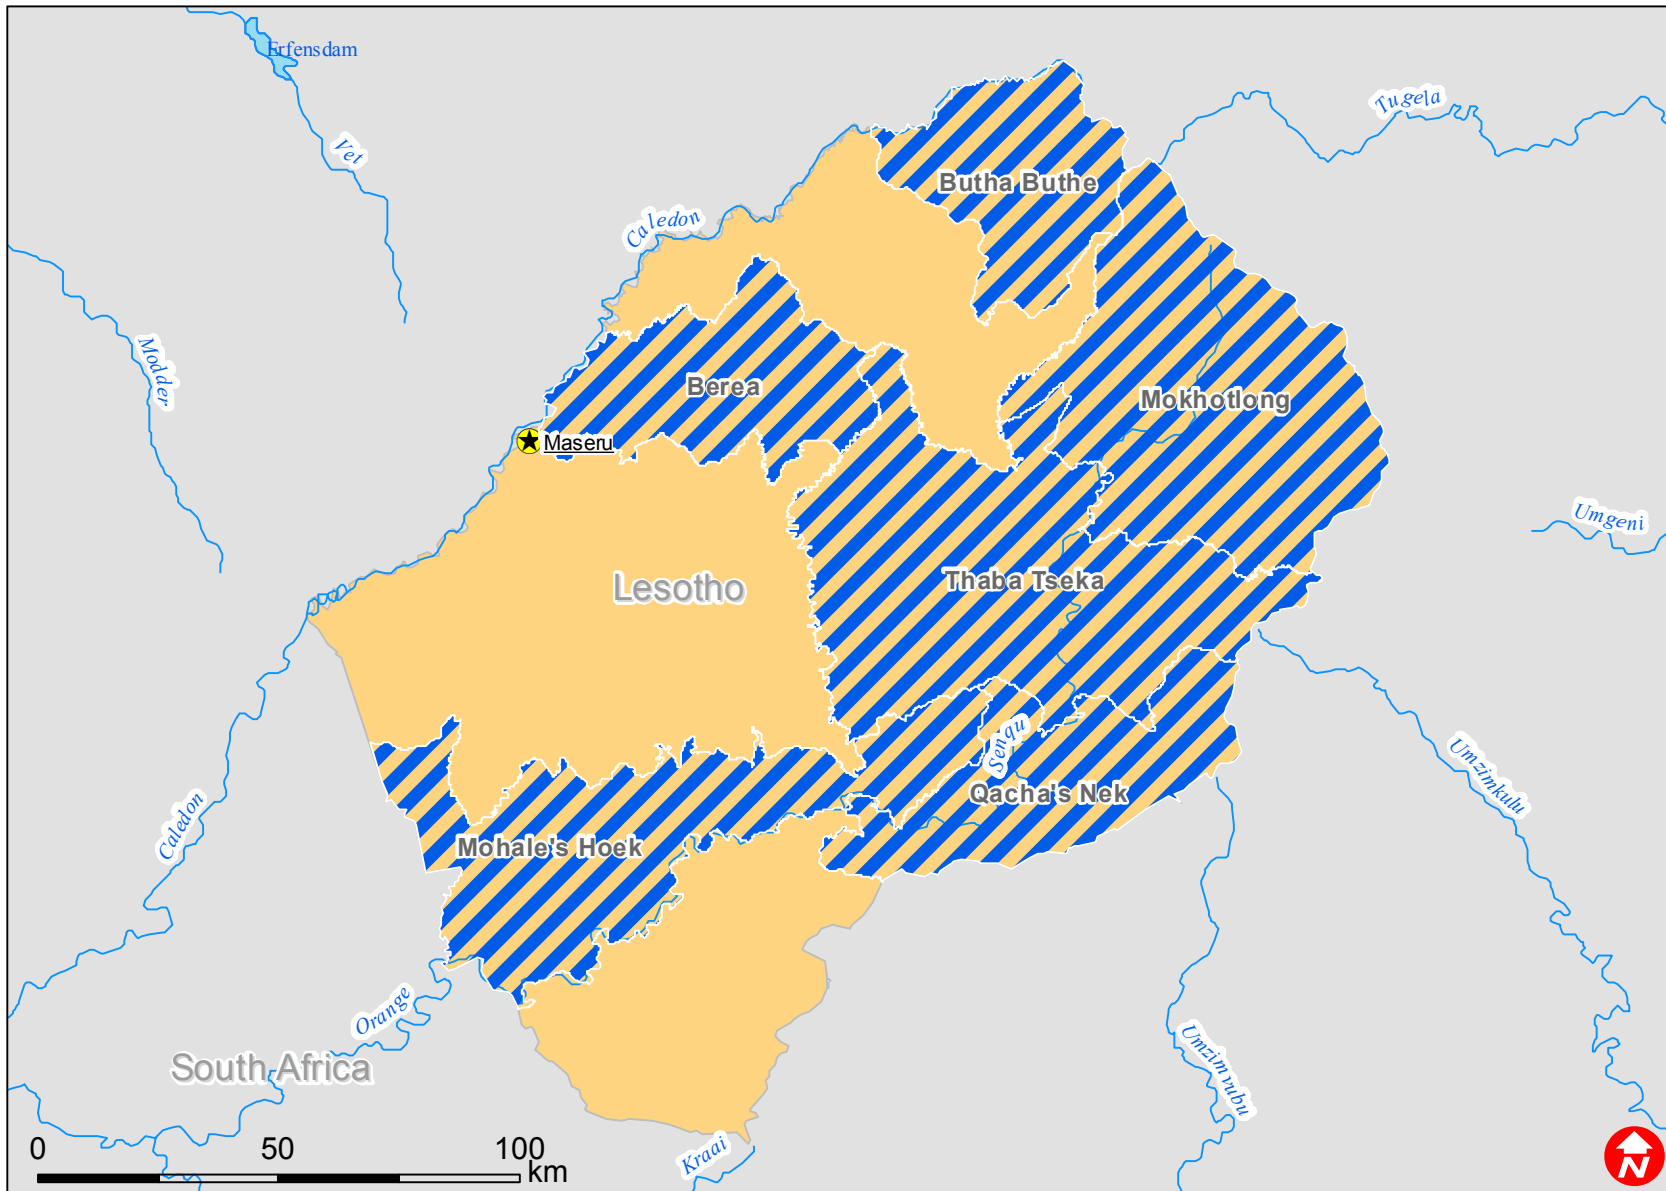 Erfensdam
Vet
Tugela
Butha Buthe
Caledon
Modder
Berea
Mokhotlong
Maseru
Umgeni
Lesotho
Thaba Tseka
Senqu
Qacha's Nek
Umzimkulu
Caledon
Mohale's Hoek
Orange
South Africa
Umzimvubu
Kraai
0 50 100
km
N